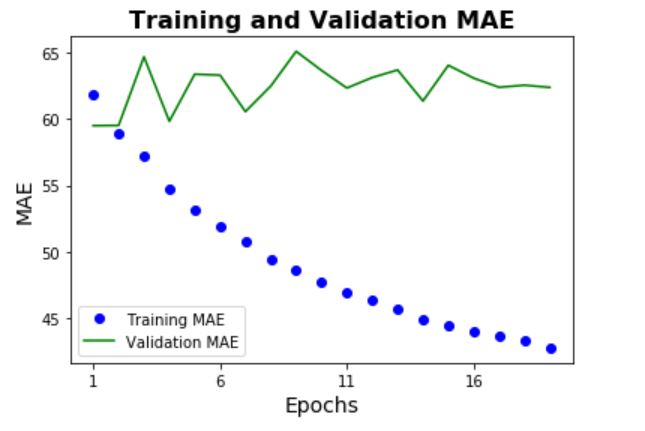 Training and Validation MAE
65
60
55
50
45
MAE
Training MAE
Validation MAE
1 6 11 16
Epochs